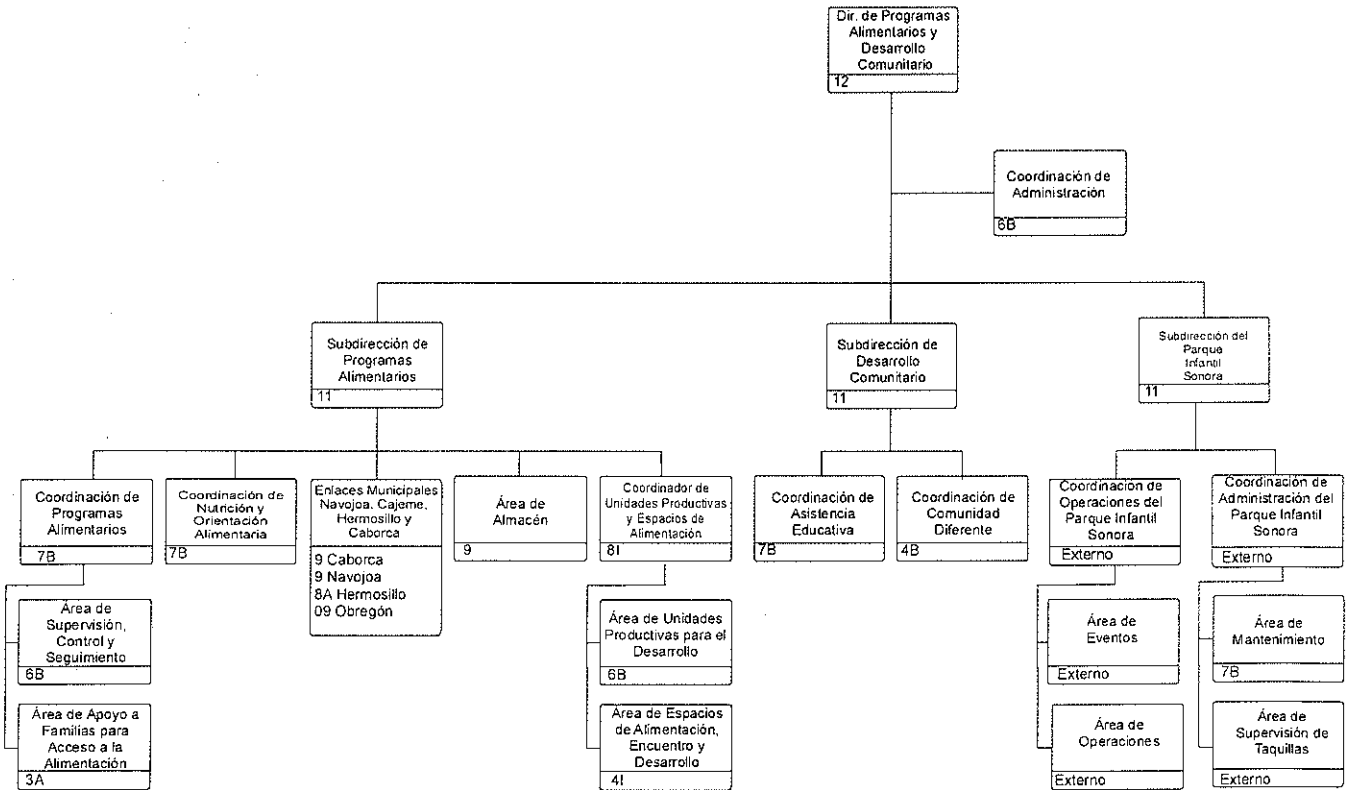 Dir. de Programas
Alimentarios y
Desarrollo
Comunitario
12
Coordinación de
Administración
6B
Subdirección de
Programas
Alimentarios
11
Subdirección de
Desarrollo
Comunitario
11
Subdirección del
Parque
Infantil
Sonora
11
Coordinación de
Programas
Alimentarios
7B
Coordinación de
Nutrición y
Orientación
Alimentaria
7B
Enlaces Municipales
Navojoa. Cajeme,
Hermosillo y
Caborca
9 Caborca
9 Navojoa
8A Hermosillo
09 Obregón
Área de
Almacén
9
Coordinador de
Unidades Productivas
y Espacios de
Alimentación
8I
Coordinación de
Asistencia
Educativa
7B
Coordinación de
Comunidad
Diferente
4B
Coordinación de
Operaciones del
Parque Infantil
Sonora
Externo
Coordinación de
Administración del
Parque Infantil
Sonora
Externo
Área de
Supervisión,
Control y
Seguimiento
6B
Área de Unidades
Productivas para el
Desarrollo
6B
Área de
Eventos
Externo
Área de
Mantenimiento
7B
Área de Apoyo a
Familias para
Acceso a la
Alimentación
3A
Área de Espacios
de Alimentación,
Encuentro y
Desarrollo
4I
Área de
Operaciones
Externo
Área de
Supervisión de
Taquillas
Externo